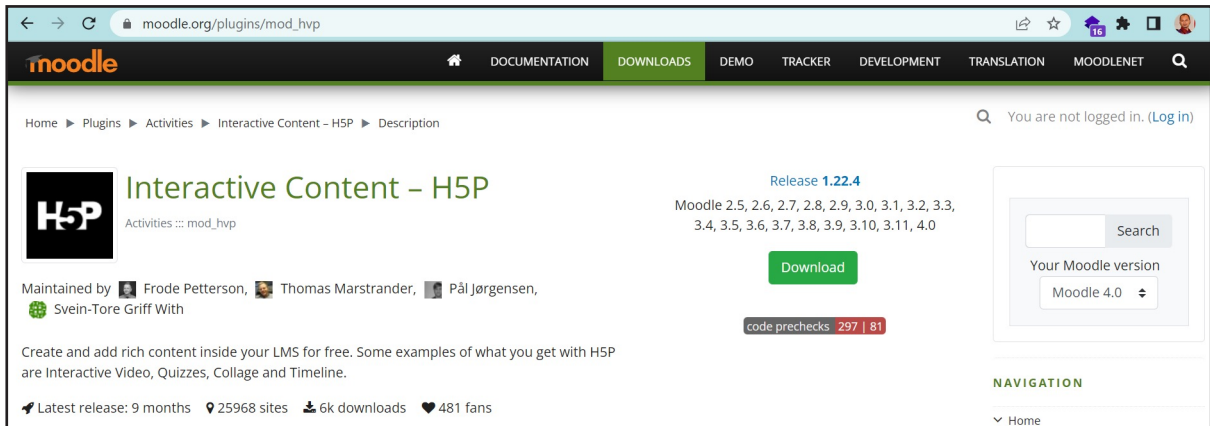 moodle.org/plugins/mod_hvp
16
moodle
DOCUMENTATION DOWNLOADS DEMO TRACKER DEVELOPMENT TRANSLATION MOODLENET
Home ▶ Plugins ▶ Activities ▶ Interactive Content – H5P ▶ Description
You are not logged in. (Log in)
H5P
Interactive Content – H5P
Activities ::: mod_hvp
Maintained by Frode Petterson, Thomas Marstrander, Pål Jørgensen,
Svein-Tore Griff With
Create and add rich content inside your LMS for free. Some examples of what you get with H5P
are Interactive Video, Quizzes, Collage and Timeline.
Latest release: 9 months 25968 sites 6k downloads 481 fans
Release 1.22.4
Moodle 2.5, 2.6, 2.7, 2.8, 2.9, 3.0, 3.1, 3.2, 3.3,
3.4, 3.5, 3.6, 3.7, 3.8, 3.9, 3.10, 3.11, 4.0
Download
code prechecks 297 | 81
Search
Your Moodle version
Moodle 4.0
NAVIGATION
Home